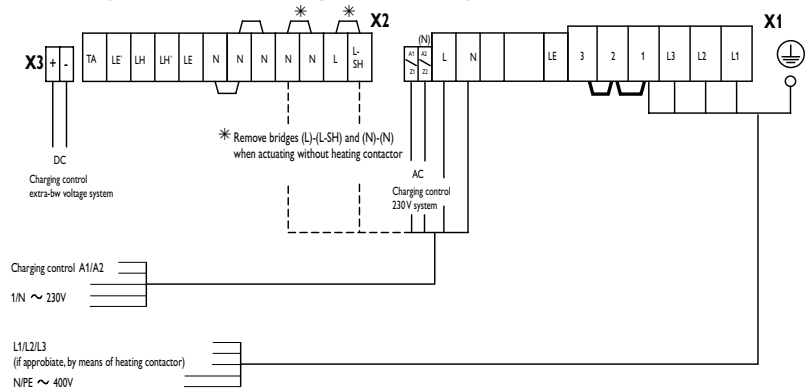 * *
X2
X3 + - TA LE' LH LH' LE N N N N N L L-SH
(N)
A1 Z1 A2 Z2 L N LE 3 2 1 L3 L2 L1
X1
* Remove bridges (L)-(L-SH) and (N)-(N)
when actuating without heating contactor
DC
Charging control
extra-bw voltage system
AC
Charging control
230 V system
Charging control A1/A2
1/N ~ 230V
L1/L2/L3
(if approbiate, by means of heating contactor)
N/PE ~ 400V